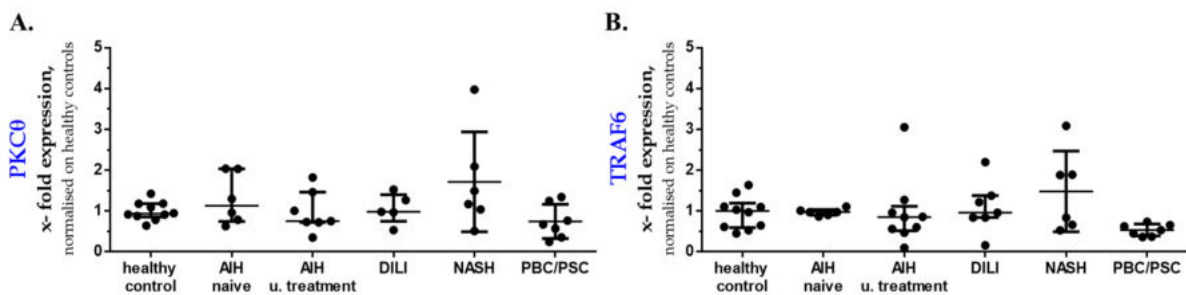 A.
PKCθ
x- fold expression,
normalised on healthy controls
5
4
3
2
1
0
healthy
control
AIH
naive
AIH
u. treatment
DILI
NASH
PBC/PSC
B.
TRAF6
x- fold expression,
normalised on healthy controls
5
4
3
2
1
0
healthy
control
AIH
naive
AIH
u. treatment
DILI
NASH
PBC/PSC